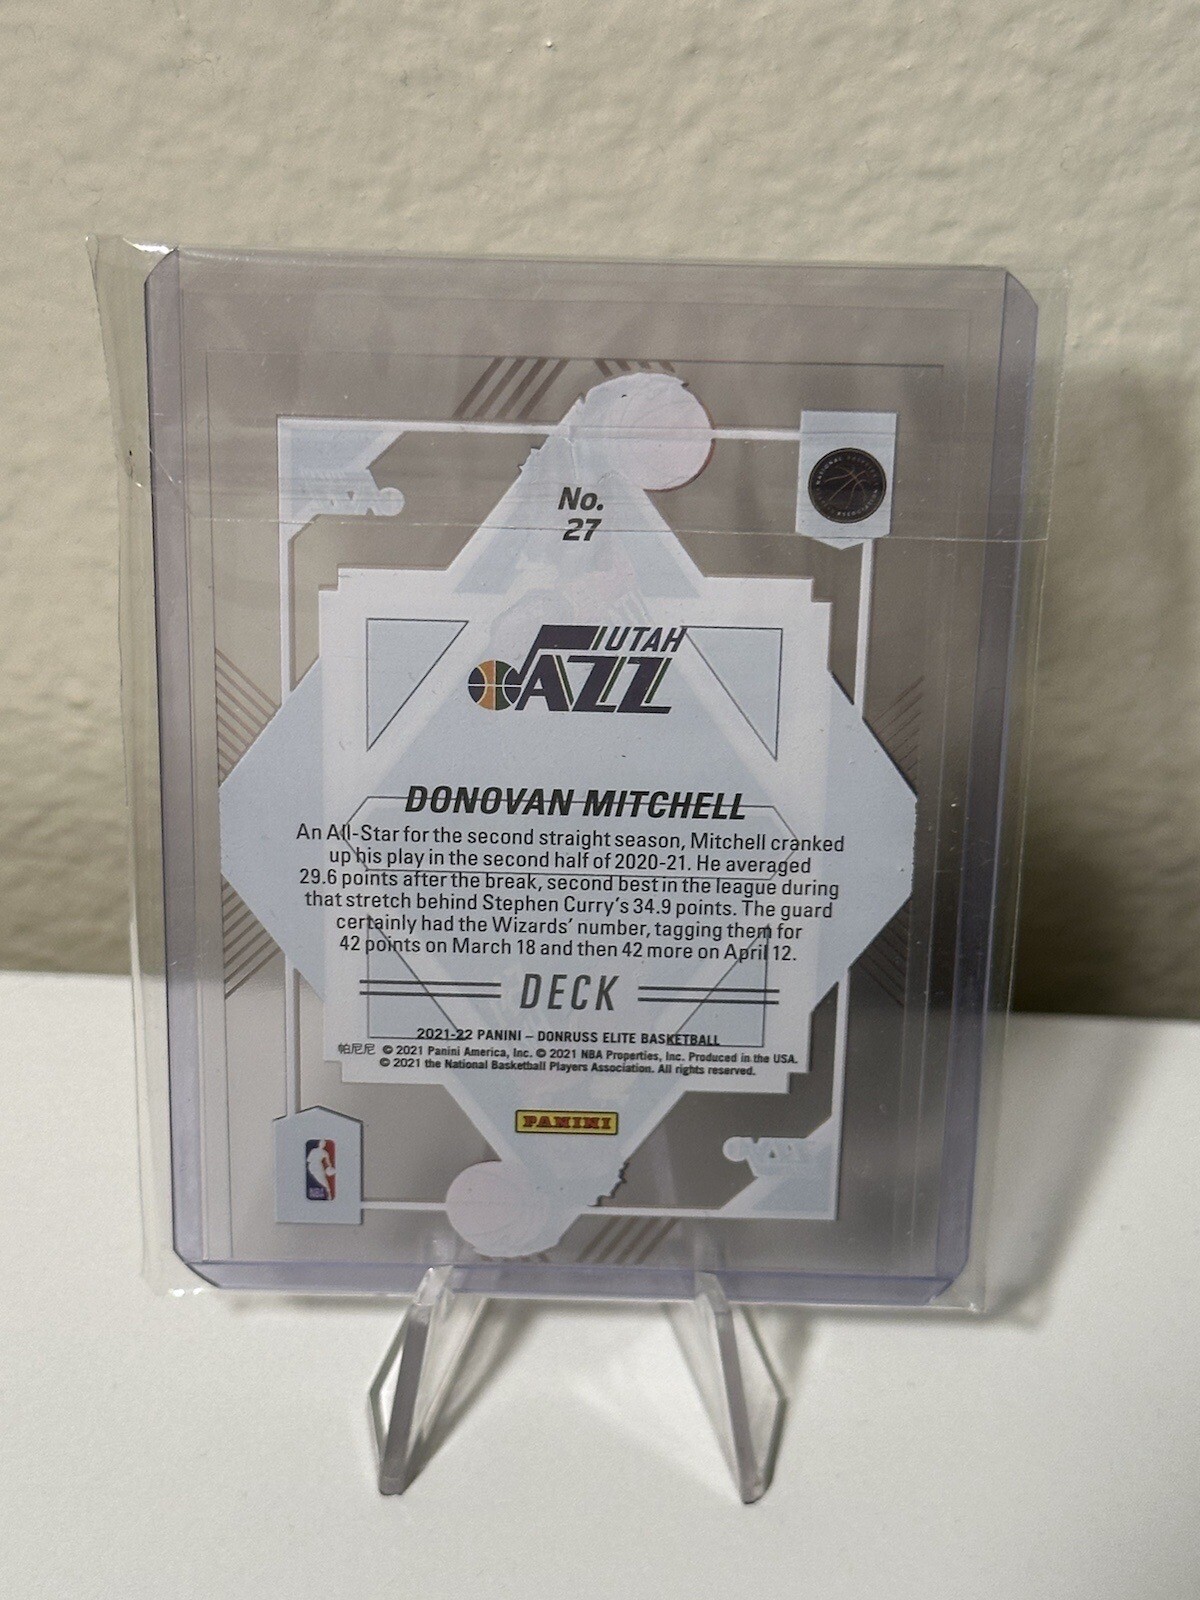 No.
27
UTAH
JAZZ
DONOVAN MITCHELL
An All-Star for the second straight season, Mitchell cranked
up his play in the second half of 2020-21. He averaged
29.6 points after the break, second best in the league during
that stretch behind Stephen Curry's 34.9 points. The guard
certainly had the Wizards' number, tagging them for
42 points on March 18 and then 42 more on April 12.
DECK
2021-22 PANINI – DONRUSS ELITE BASKETBALL
帕尼尼 © 2021 Panini America, Inc. © 2021 NBA Properties, Inc. Produced in the USA.
© 2021 the National Basketball Players Association. All rights reserved.
PANINI
NBA